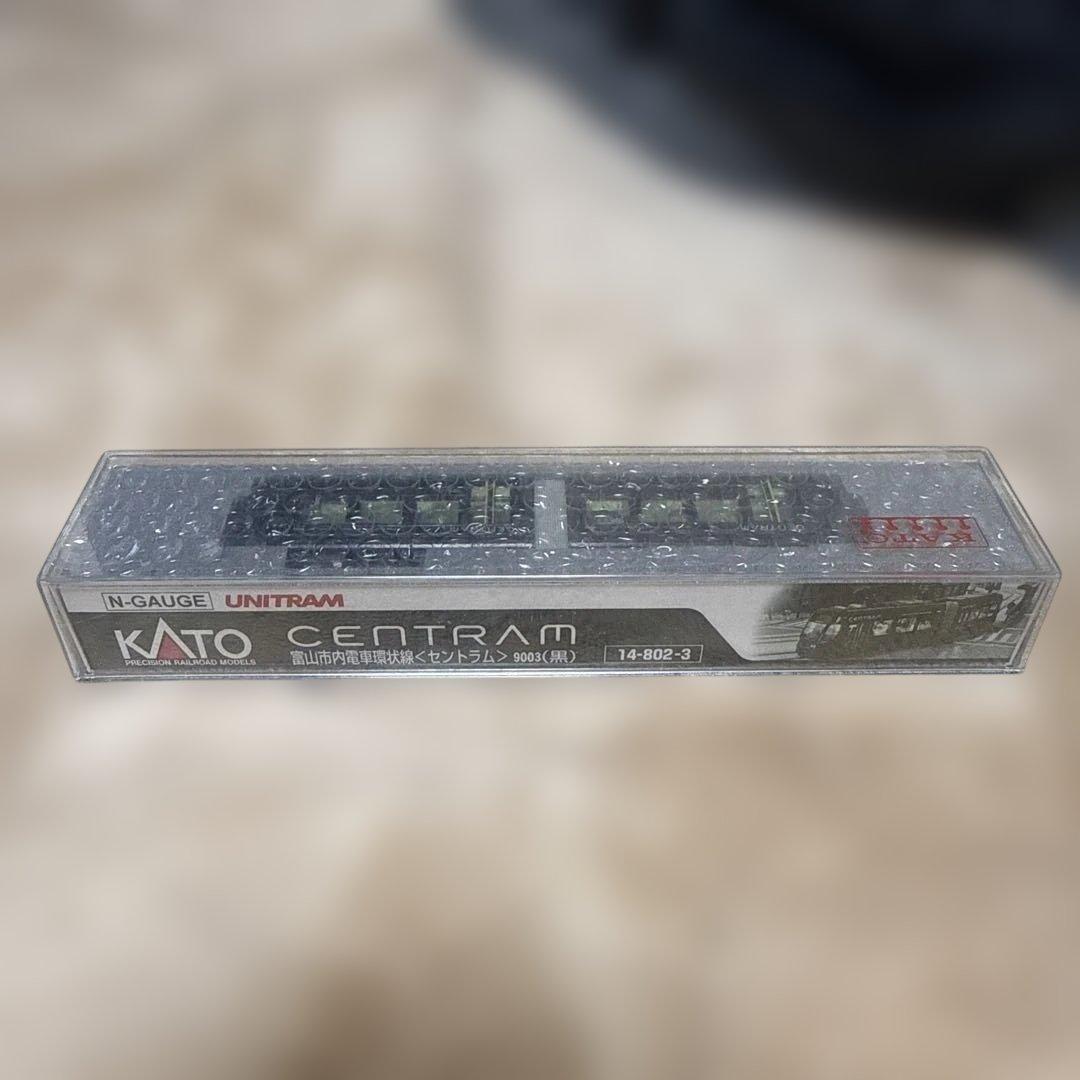 KATO
N-GAUGE UNITRAM
KATO
PRECISION RAILROAD MODELS
CENTRAM
富山市内電車環状線<セントラム> 9003(黒)
14-802-3